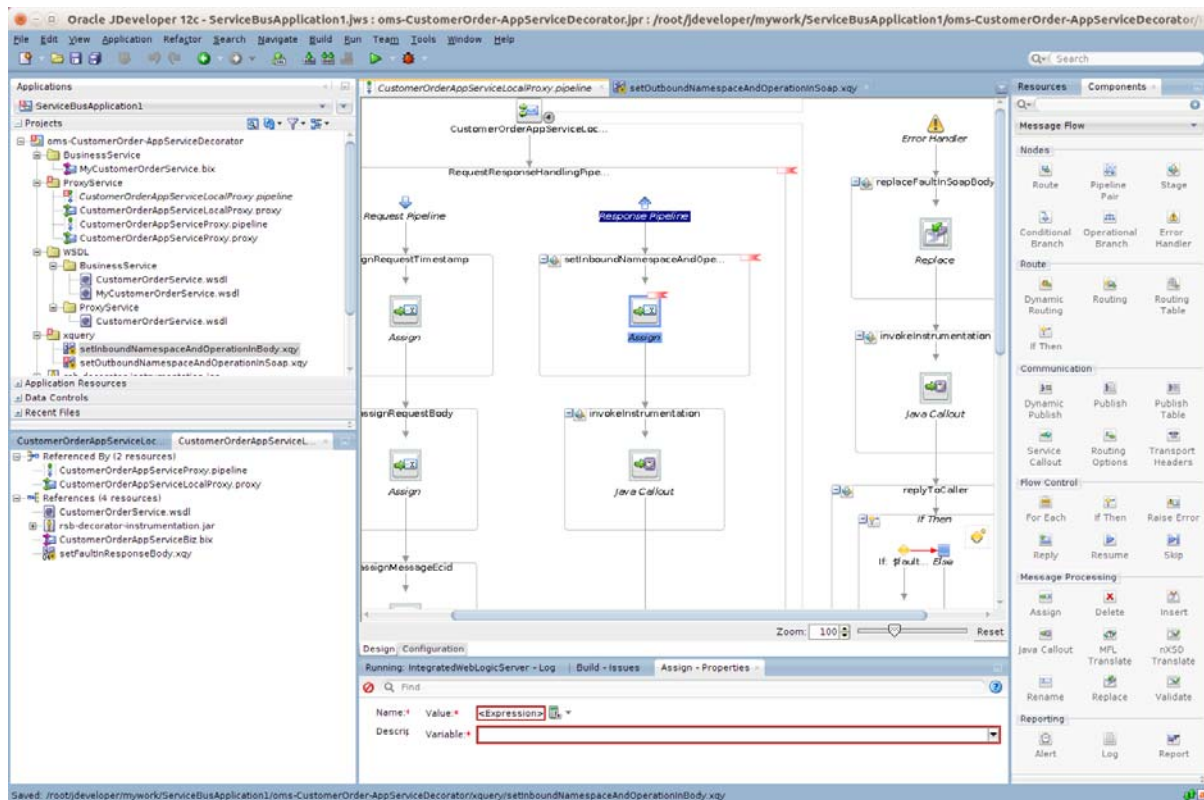 Oracle JDeveloper 12c - ServiceBusApplication1.jws : oms-CustomerOrder-AppServiceDecorator.jpr : /root/jdeveloper/mywork/ServiceBusApplication1/oms-CustomerOrder-AppServiceDecorator/
File Edit View Application Refactor Search Navigate Build Run Team Tools Window Help
Search
Applications
ServiceBusApplication1
Projects
oms-CustomerOrder-AppServiceDecorator
BusinessService
MyCustomerOrderService.bix
ProxyService
CustomerOrderAppServiceLocalProxy.pipeline
CustomerOrderAppServiceLocalProxy.proxy
CustomerOrderAppServiceProxy.pipeline
CustomerOrderAppServiceProxy.proxy
WSDL
BusinessService
CustomerOrderService.wsdl
MyCustomerOrderService.wsdl
ProxyService
CustomerOrderService.wsdl
xquery
setInboundNamespaceAndOperationInBody.xqy
setOutboundNamespaceAndOperationInSoap.xqy
Application Resources
Data Controls
Recent Files
CustomerOrderAppServiceLoc... CustomerOrderAppServiceL...
Referenced By (2 resources)
CustomerOrderAppServiceProxy.pipeline
CustomerOrderAppServiceLocalProxy.proxy
References (4 resources)
CustomerOrderService.wsdl
rsb-decorator-instrumentation.jar
CustomerOrderAppServiceBiz.bix
setFaultInResponseBody.xqy
CustomerOrderAppServiceLocalProxy.pipeline setOutboundNamespaceAndOperationInSoap.xqy
CustomerOrderAppServiceLoc...
RequestResponseHandlingPipe...
Request Pipeline
Response Pipeline
Error Handler
gnRequestTimestamp
setInboundNamespaceAndOpe...
replaceFaultInSoapBody
Assign
Assign
Replace
assignRequestBody
invokeInstrumentation
invokeInstrumentation
Assign
Java Callout
Java Callout
assignMessageEcid
replyToCaller
If Then
If: $fault... Else
Zoom: 100 Reset
Design Configuration
Running: IntegratedWebLogicServer - Log Build - Issues Assign - Properties
Find
Name:* Value:* <Expression>
Descrip Variable:*
Resources Components
Message Flow
Nodes
Route Pipeline Pair Stage
Conditional Branch Operational Branch Error Handler
Route
Dynamic Routing Routing Routing Table
If Then
Communication
Dynamic Publish Publish Publish Table
Service Callout Routing Options Transport Headers
Flow Control
For Each If Then Raise Error
Reply Resume Skip
Message Processing
Assign Delete Insert
Java Callout MFL Translate nXSD Translate
Rename Replace Validate
Reporting
Alert Log Report
Saved: /root/jdeveloper/mywork/ServiceBusApplication1/oms-CustomerOrder-AppServiceDecorator/xquery/setInboundNamespaceAndOperationInBody.xqy